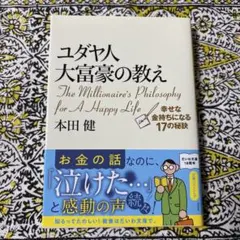 ユダヤ人
大富豪の教え
The Millionaire's Philosophy
for A Happy Life
幸せな
金持ちになる
17の秘訣
本田 健
お金の話なのに、
「泣けた…」
と感動の声続々